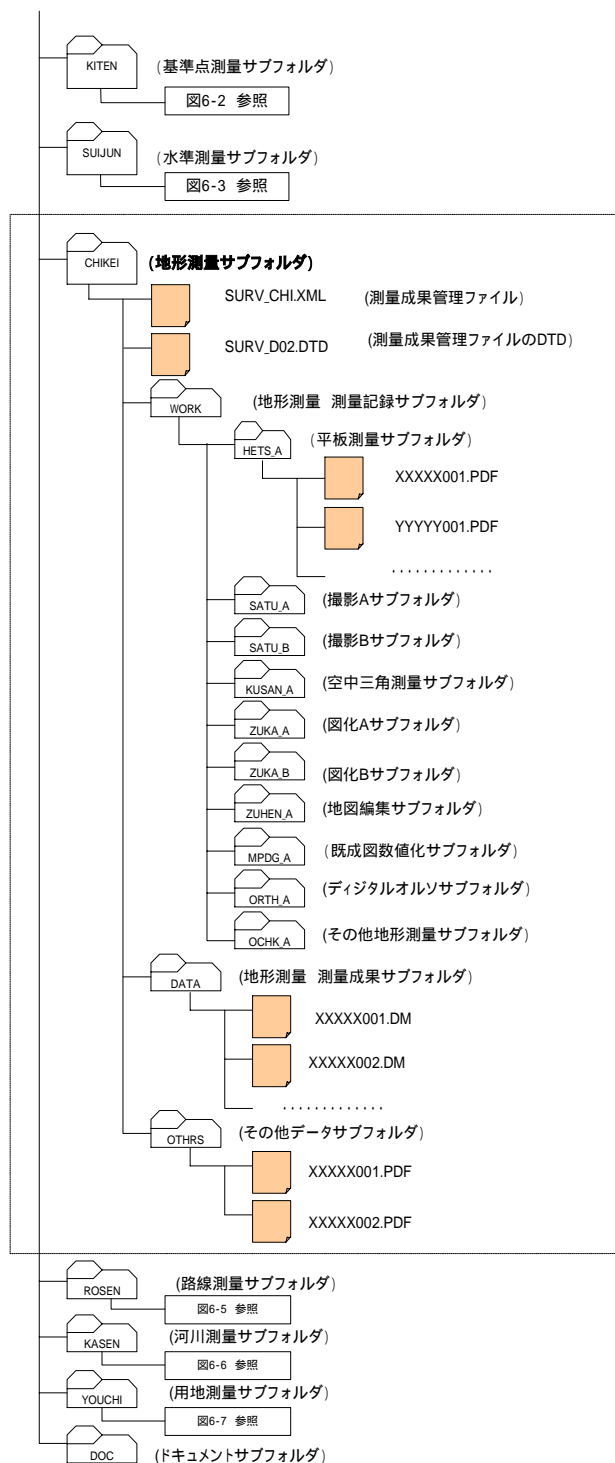 KITEN (基準点測量サブフォルダ)
図6-2 参照
SUIJUN (水準測量サブフォルダ)
図6-3 参照
CHIKEI (地形測量サブフォルダ)
SURV_CHI.XML (測量成果管理ファイル)
SURV_D02.DTD (測量成果管理ファイルのDTD)
WORK (地形測量 測量記録サブフォルダ)
HETS_A (平板測量サブフォルダ)
XXXXX001.PDF
YYYYY001.PDF
.............
SATU_A (撮影Aサブフォルダ)
SATU_B (撮影Bサブフォルダ)
KUSAN_A (空中三角測量サブフォルダ)
ZUKA_A (図化Aサブフォルダ)
ZUKA_B (図化Bサブフォルダ)
ZUHEN_A (地図編集サブフォルダ)
MPDG_A (既成図数値化サブフォルダ)
ORTH_A (ディジタルオルソサブフォルダ)
OCHK_A (その他地形測量サブフォルダ)
DATA (地形測量 測量成果サブフォルダ)
XXXXX001.DM
XXXXX002.DM
.............
OTHRS (その他データサブフォルダ)
XXXXX001.PDF
XXXXX002.PDF
ROSEN (路線測量サブフォルダ)
図6-5 参照
KASEN (河川測量サブフォルダ)
図6-6 参照
YOUCHI (用地測量サブフォルダ)
図6-7 参照
DOC (ドキュメントサブフォルダ)